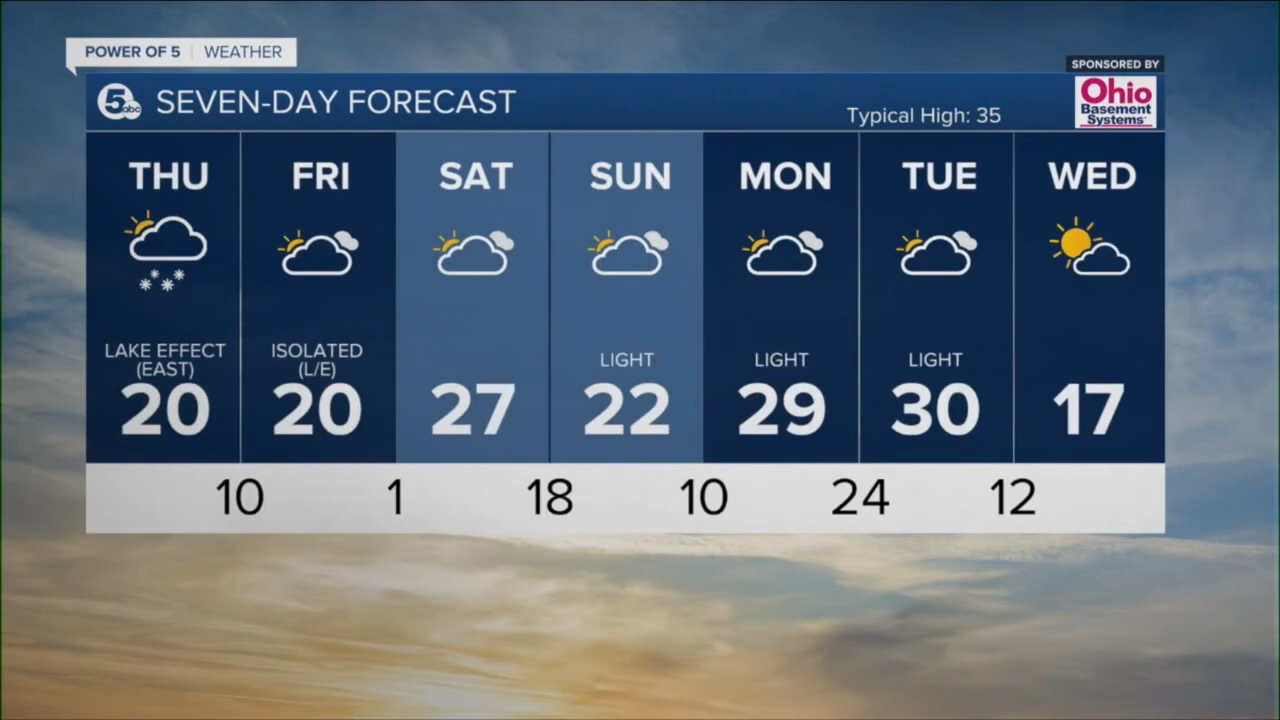 POWER OF 5 | WEATHER
SPONSORED BY
5 abc SEVEN-DAY FORECAST
Typical High: 35
Ohio
Basement
Systems
THU FRI SAT SUN MON TUE WED
LAKE EFFECT (EAST) ISOLATED (L/E) LIGHT LIGHT LIGHT
20 20 27 22 29 30 17
10 1 18 10 24 12